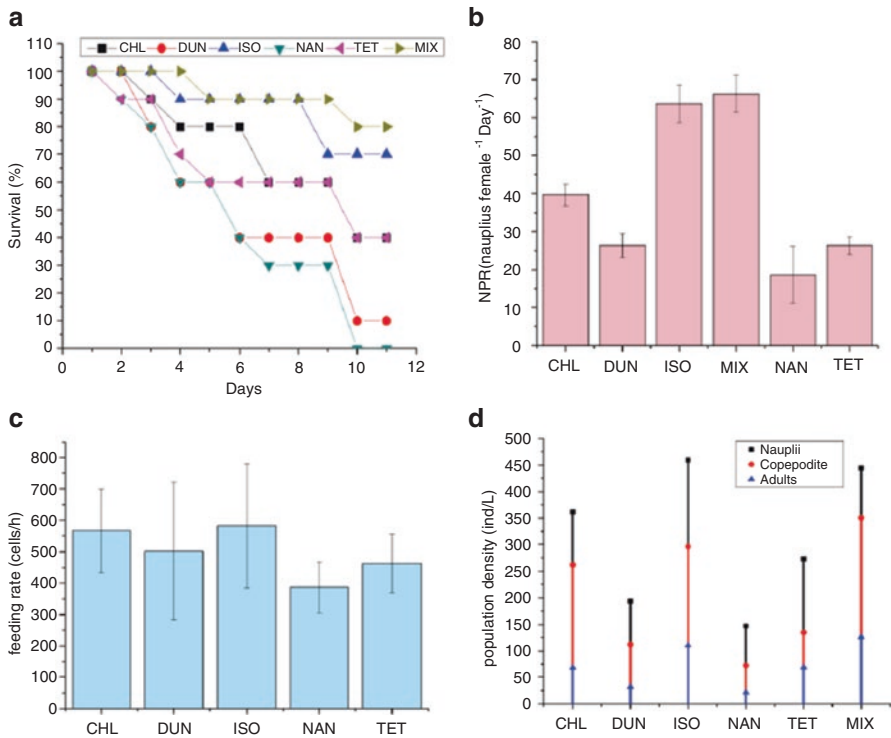 a
110
100
90
80
70
60
50
40
30
20
10
0
Survival (%)
CHL DUN ISO NAN TET MIX
0 2 4 6 8 10 12
Days
b
80
70
60
50
40
30
20
10
0
NPR(nauplius female -1 Day-1)
CHL DUN ISO MIX NAN TET
c
800
700
600
500
400
300
200
100
0
feeding rate (cells/h)
CHL DUN ISO NAN TET
d
500
450
400
350
300
250
200
150
100
50
0
population density (ind/L)
Nauplii
Copepodite
Adults
CHL DUN ISO NAN TET MIX